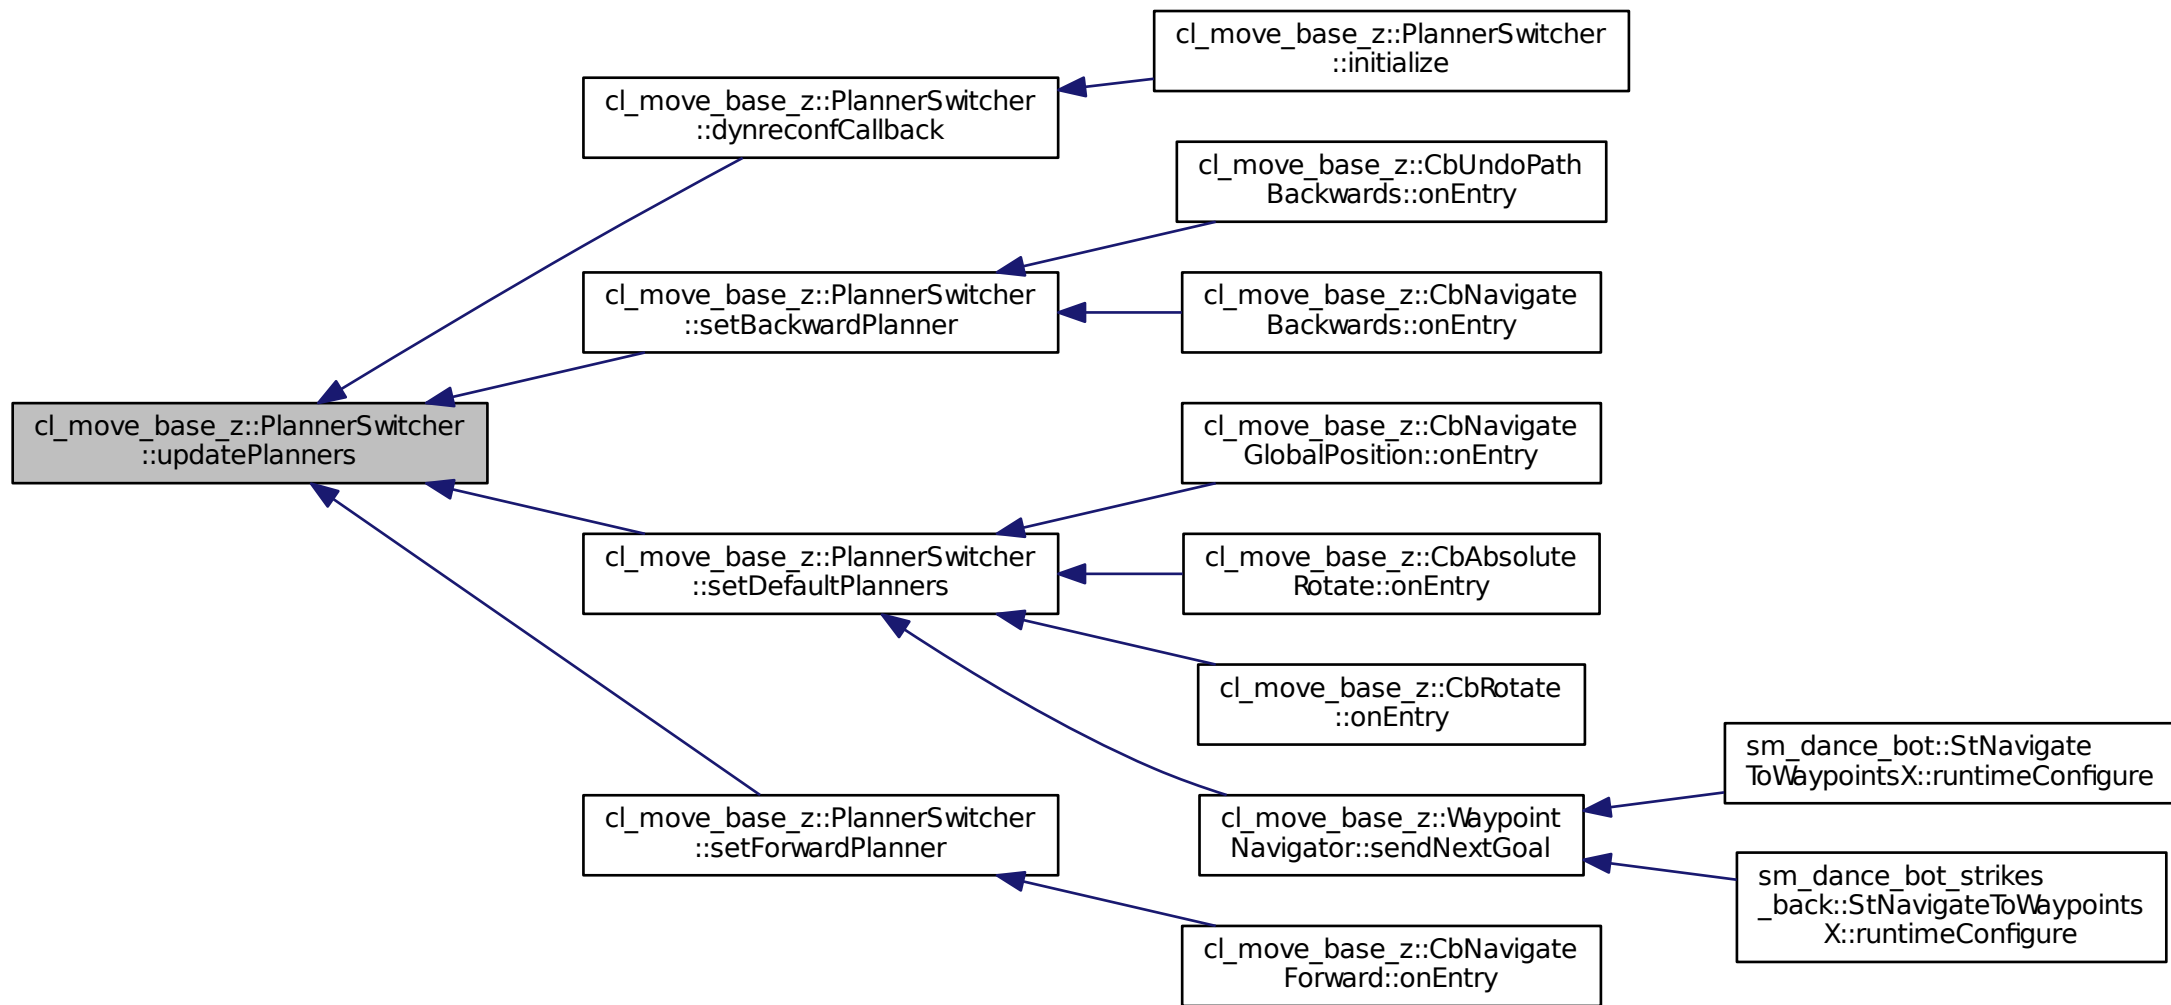 cl_move_base_z::PlannerSwitcher
::initialize
cl_move_base_z::PlannerSwitcher
::dynreconfCallback
cl_move_base_z::CbUndoPath
Backwards::onEntry
cl_move_base_z::PlannerSwitcher
::setBackwardPlanner
cl_move_base_z::CbNavigate
Backwards::onEntry
cl_move_base_z::PlannerSwitcher
::updatePlanners
cl_move_base_z::CbNavigate
GlobalPosition::onEntry
cl_move_base_z::PlannerSwitcher
::setDefaultPlanners
cl_move_base_z::CbAbsolute
Rotate::onEntry
cl_move_base_z::CbRotate
::onEntry
sm_dance_bot::StNavigate
ToWaypointsX::runtimeConfigure
cl_move_base_z::PlannerSwitcher
::setForwardPlanner
cl_move_base_z::Waypoint
Navigator::sendNextGoal
sm_dance_bot_strikes
_back::StNavigateToWaypoints
X::runtimeConfigure
cl_move_base_z::CbNavigate
Forward::onEntry